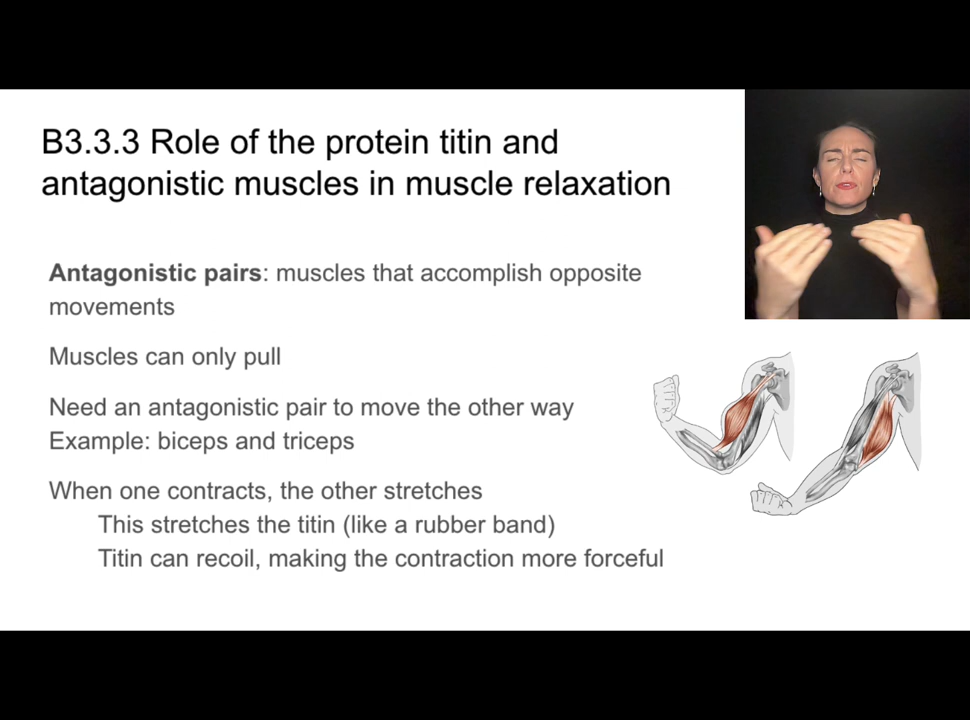 B3.3.3 Role of the protein titin and
antagonistic muscles in muscle relaxation
Antagonistic pairs: muscles that accomplish opposite
movements
Muscles can only pull
Need an antagonistic pair to move the other way
Example: biceps and triceps
When one contracts, the other stretches
This stretches the titin (like a rubber band)
Titin can recoil, making the contraction more forceful